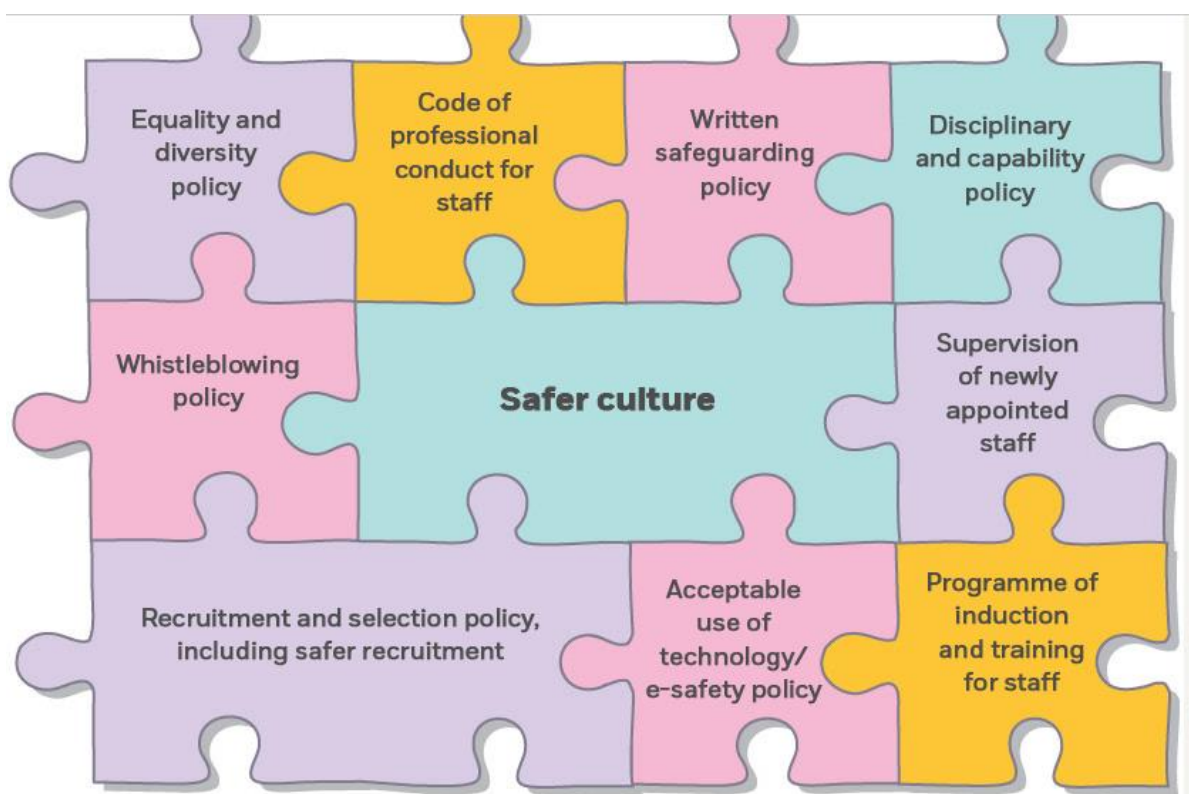 Equality and
diversity
policy
Code of
professional
conduct for
staff
Written
safeguarding
policy
Disciplinary
and capability
policy
Whistleblowing
policy
Safer culture
Supervision
of newly
appointed
staff
Recruitment and selection policy,
including safer recruitment
Acceptable
use of
technology/
e-safety policy
Programme of
induction
and training
for staff